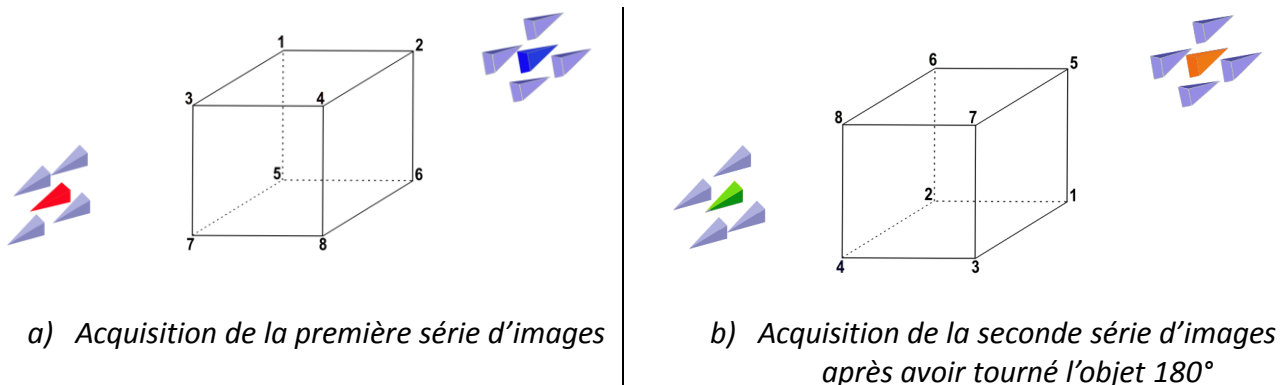 1 2
3 4
5 6
7 8
a) Acquisition de la première série d’images
6 5
8 7
2 1
4 3
b) Acquisition de la seconde série d’images
après avoir tourné l’objet 180°